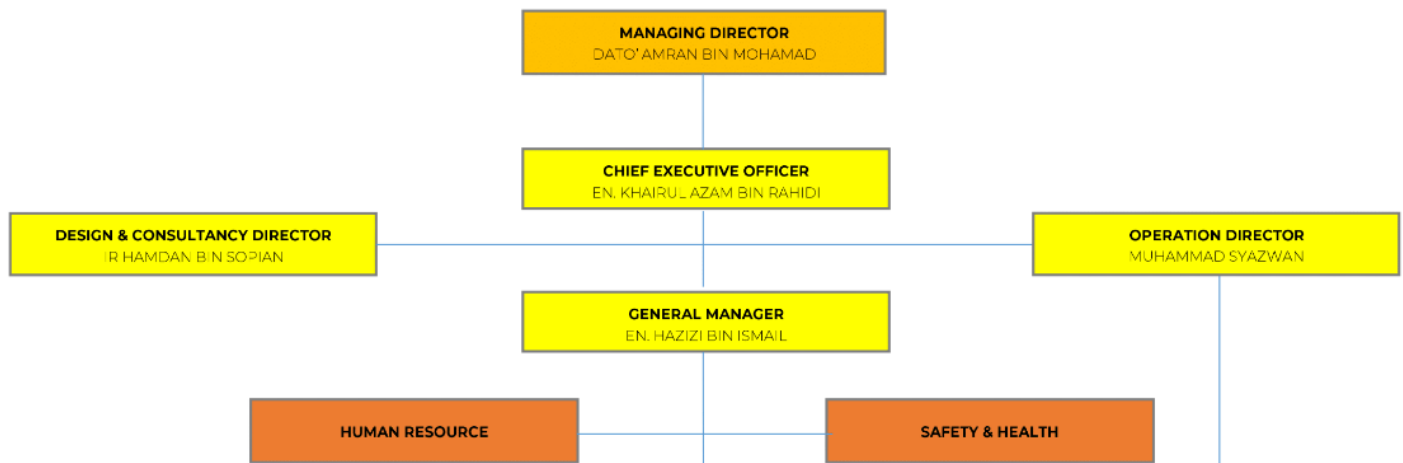 MANAGING DIRECTOR
DATO' AMRAN BIN MOHAMAD
CHIEF EXECUTIVE OFFICER
EN. KHAIRUL AZAM BIN RAHIDI
DESIGN & CONSULTANCY DIRECTOR
IR HAMDAN BIN SOPIAN
OPERATION DIRECTOR
MUHAMMAD SYAZWAN
GENERAL MANAGER
EN. HAZIZI BIN ISMAIL
HUMAN RESOURCE
SAFETY & HEALTH